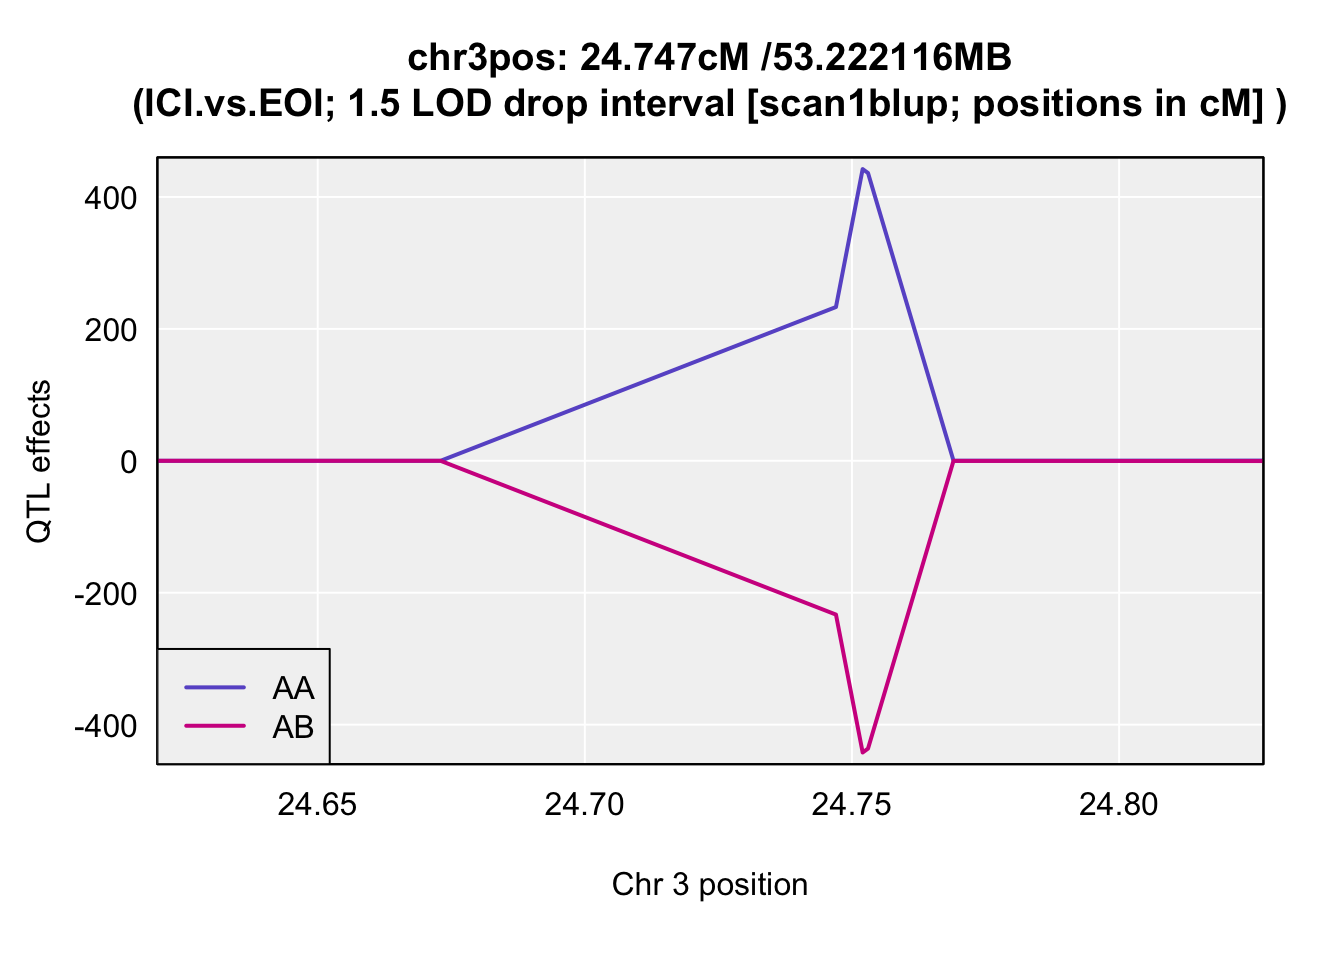 chr3pos: 24.747cM /53.222116MB
(ICI.vs.EOI; 1.5 LOD drop interval [scan1blup; positions in cM] )
QTL effects
400
200
0
-200
-400
AA
AB
24.65
24.70
24.75
24.80
Chr 3 position